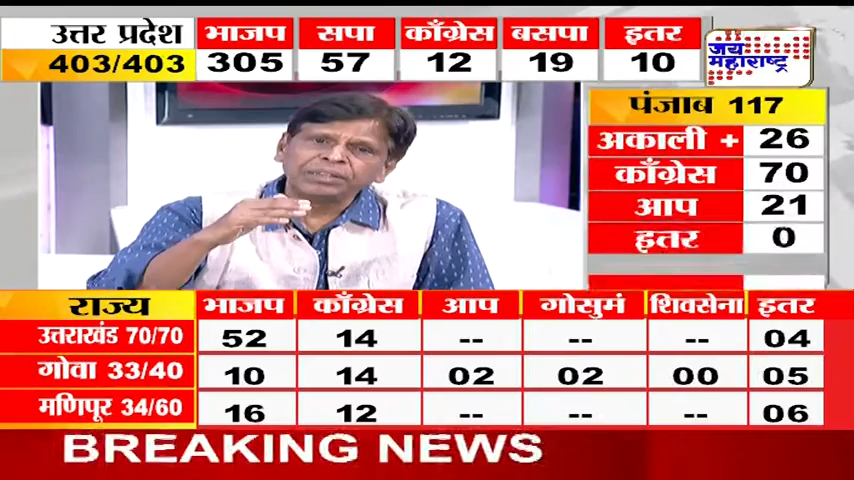 उत्तर प्रदेश भाजपा सपा काँग्रेस बसपा इतर
403/403 305 57 12 19 10
जय महाराष्ट्र
पंजाब 117
अकाली + 26
काँग्रेस 70
आप 21
इतर 0
राज्य भाजपा काँग्रेस आप गोसुमं शिवसेना इतर
उत्तराखंड 70/70 52 14 -- -- -- 04
गोवा 33/40 10 14 02 02 00 05
मणिपूर 34/60 16 12 -- -- -- 06
BREAKING NEWS